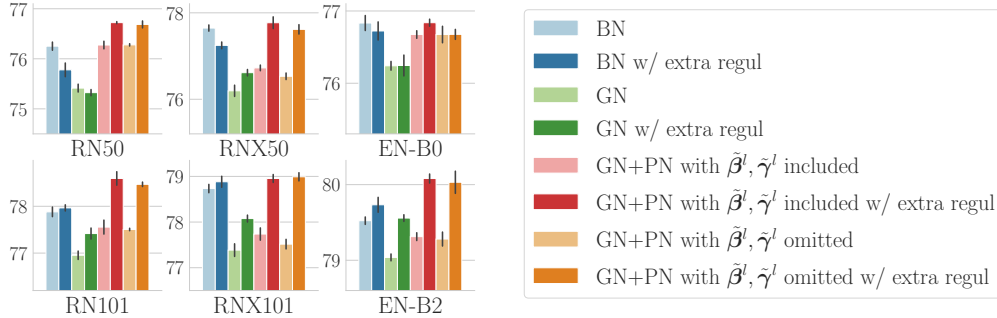 77
76
75
RN50
78
76
RNX50
77
76
EN-B0
78
77
RN101
79
78
77
RNX101
80
79
EN-B2
BN
BN w/ extra regul
GN
GN w/ extra regul
GN+PN with β̃^l, γ̃^l included
GN+PN with β̃^l, γ̃^l included w/ extra regul
GN+PN with β̃^l, γ̃^l omitted
GN+PN with β̃^l, γ̃^l omitted w/ extra regul